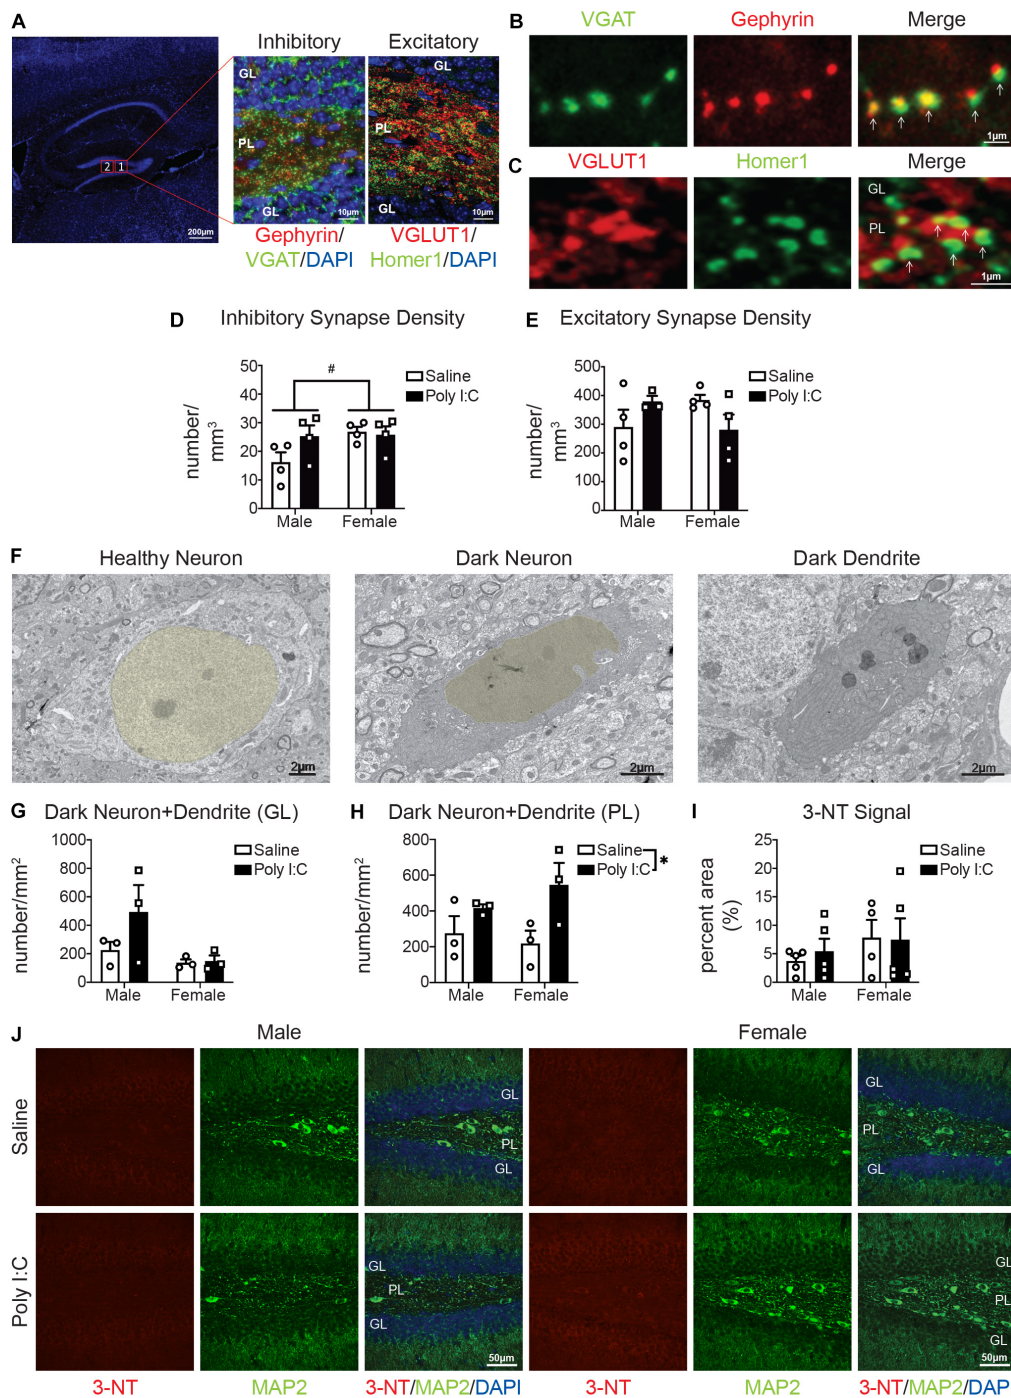 A
Inhibitory
Excitatory
GL
PL
GL
GL
PL
GL
2 1
200µm
10µm
10µm
Gephyrin/
VGAT/DAPI
VGLUT1/
Homer1/DAPI
B
VGAT
Gephyrin
Merge
1µm
C
VGLUT1
Homer1
Merge
GL
PL
1µm
D
Inhibitory Synapse Density
number/
mm³
50
40
30
20
10
0
#
Saline
Poly I:C
Male
Female
E
Excitatory Synapse Density
number/
mm³
500
400
300
200
100
0
Saline
Poly I:C
Male
Female
F
Healthy Neuron
Dark Neuron
Dark Dendrite
2µm
2µm
2µm
G
Dark Neuron+Dendrite (GL)
number/mm²
1000
800
600
400
200
0
Saline
Poly I:C
Male
Female
H
Dark Neuron+Dendrite (PL)
number/mm²
800
600
400
200
0
Saline
Poly I:C
*
Male
Female
I
3-NT Signal
percent area
(%)
25
20
15
10
5
0
Saline
Poly I:C
Male
Female
J
Male
Female
Saline
GL
PL
GL
GL
PL
GL
Poly I:C
GL
PL
GL
50µm
GL
PL
GL
50µm
3-NT
MAP2
3-NT/MAP2/DAPI
3-NT
MAP2
3-NT/MAP2/DAP